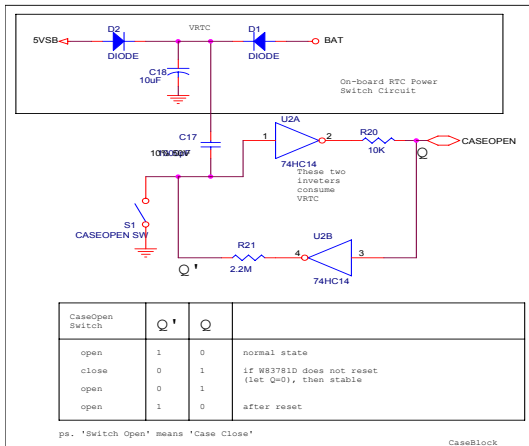 D2
VRTC
D1
5VSB
BAT
DIODE
DIODE
C18
10uF
On-board RTC Power
Switch Circuit
U2A
C17
R20
1
2
CASEOPEN
10K
74HC14
Q
These two
inveters
consume
VRTC
S1
CASEOPEN SW
R21
U2B
4
3
2.2M
74HC14
Q'
CaseOpen
Switch
Q'
Q
open
1
0
normal state
close
0
1
if W83781D does not reset
(let Q=0), then stable
open
0
1
open
1
0
after reset
ps. 'Switch Open' means 'Case Close'
CaseBlock